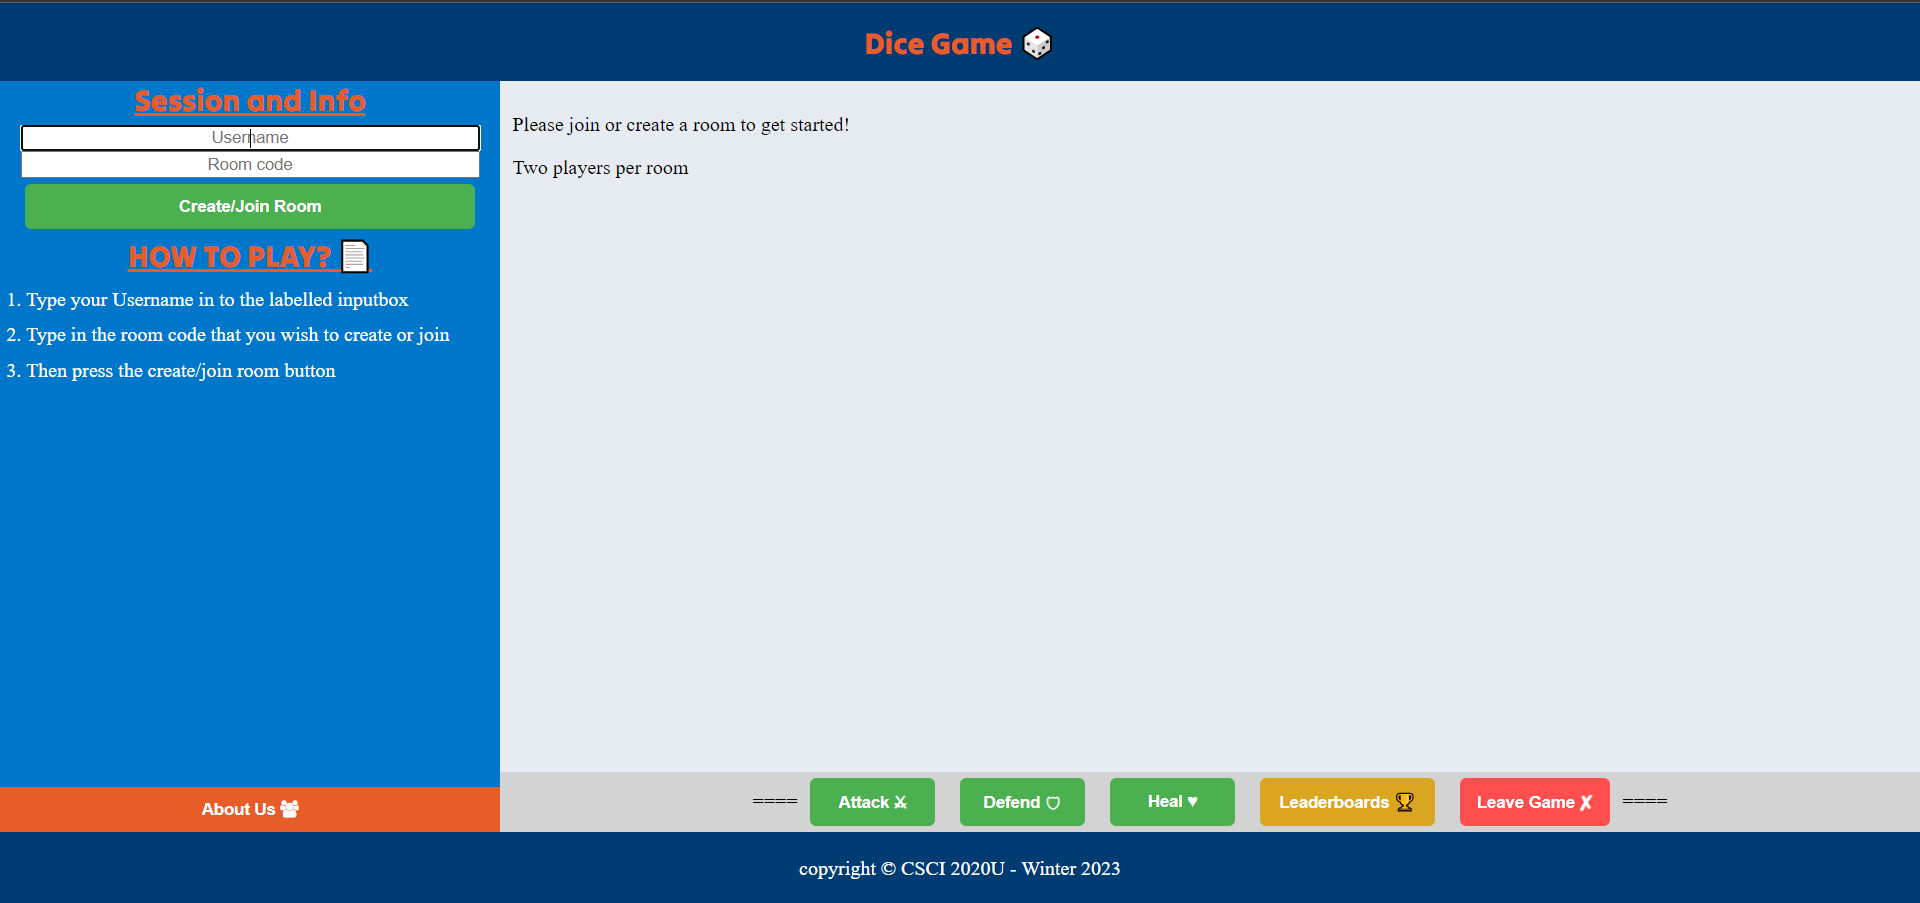 Dice Game 🎲
Session and Info
Username
Room code
Create/Join Room
HOW TO PLAY? 📄
1. Type your Username in to the labelled inputbox
2. Type in the room code that you wish to create or join
3. Then press the create/join room button
About Us
Please join or create a room to get started!
Two players per room
==== Attack ⚔ Defend 🛡 Heal ♥ Leaderboards 🏆 Leave Game ✘ ====
copyright © CSCI 2020U - Winter 2023